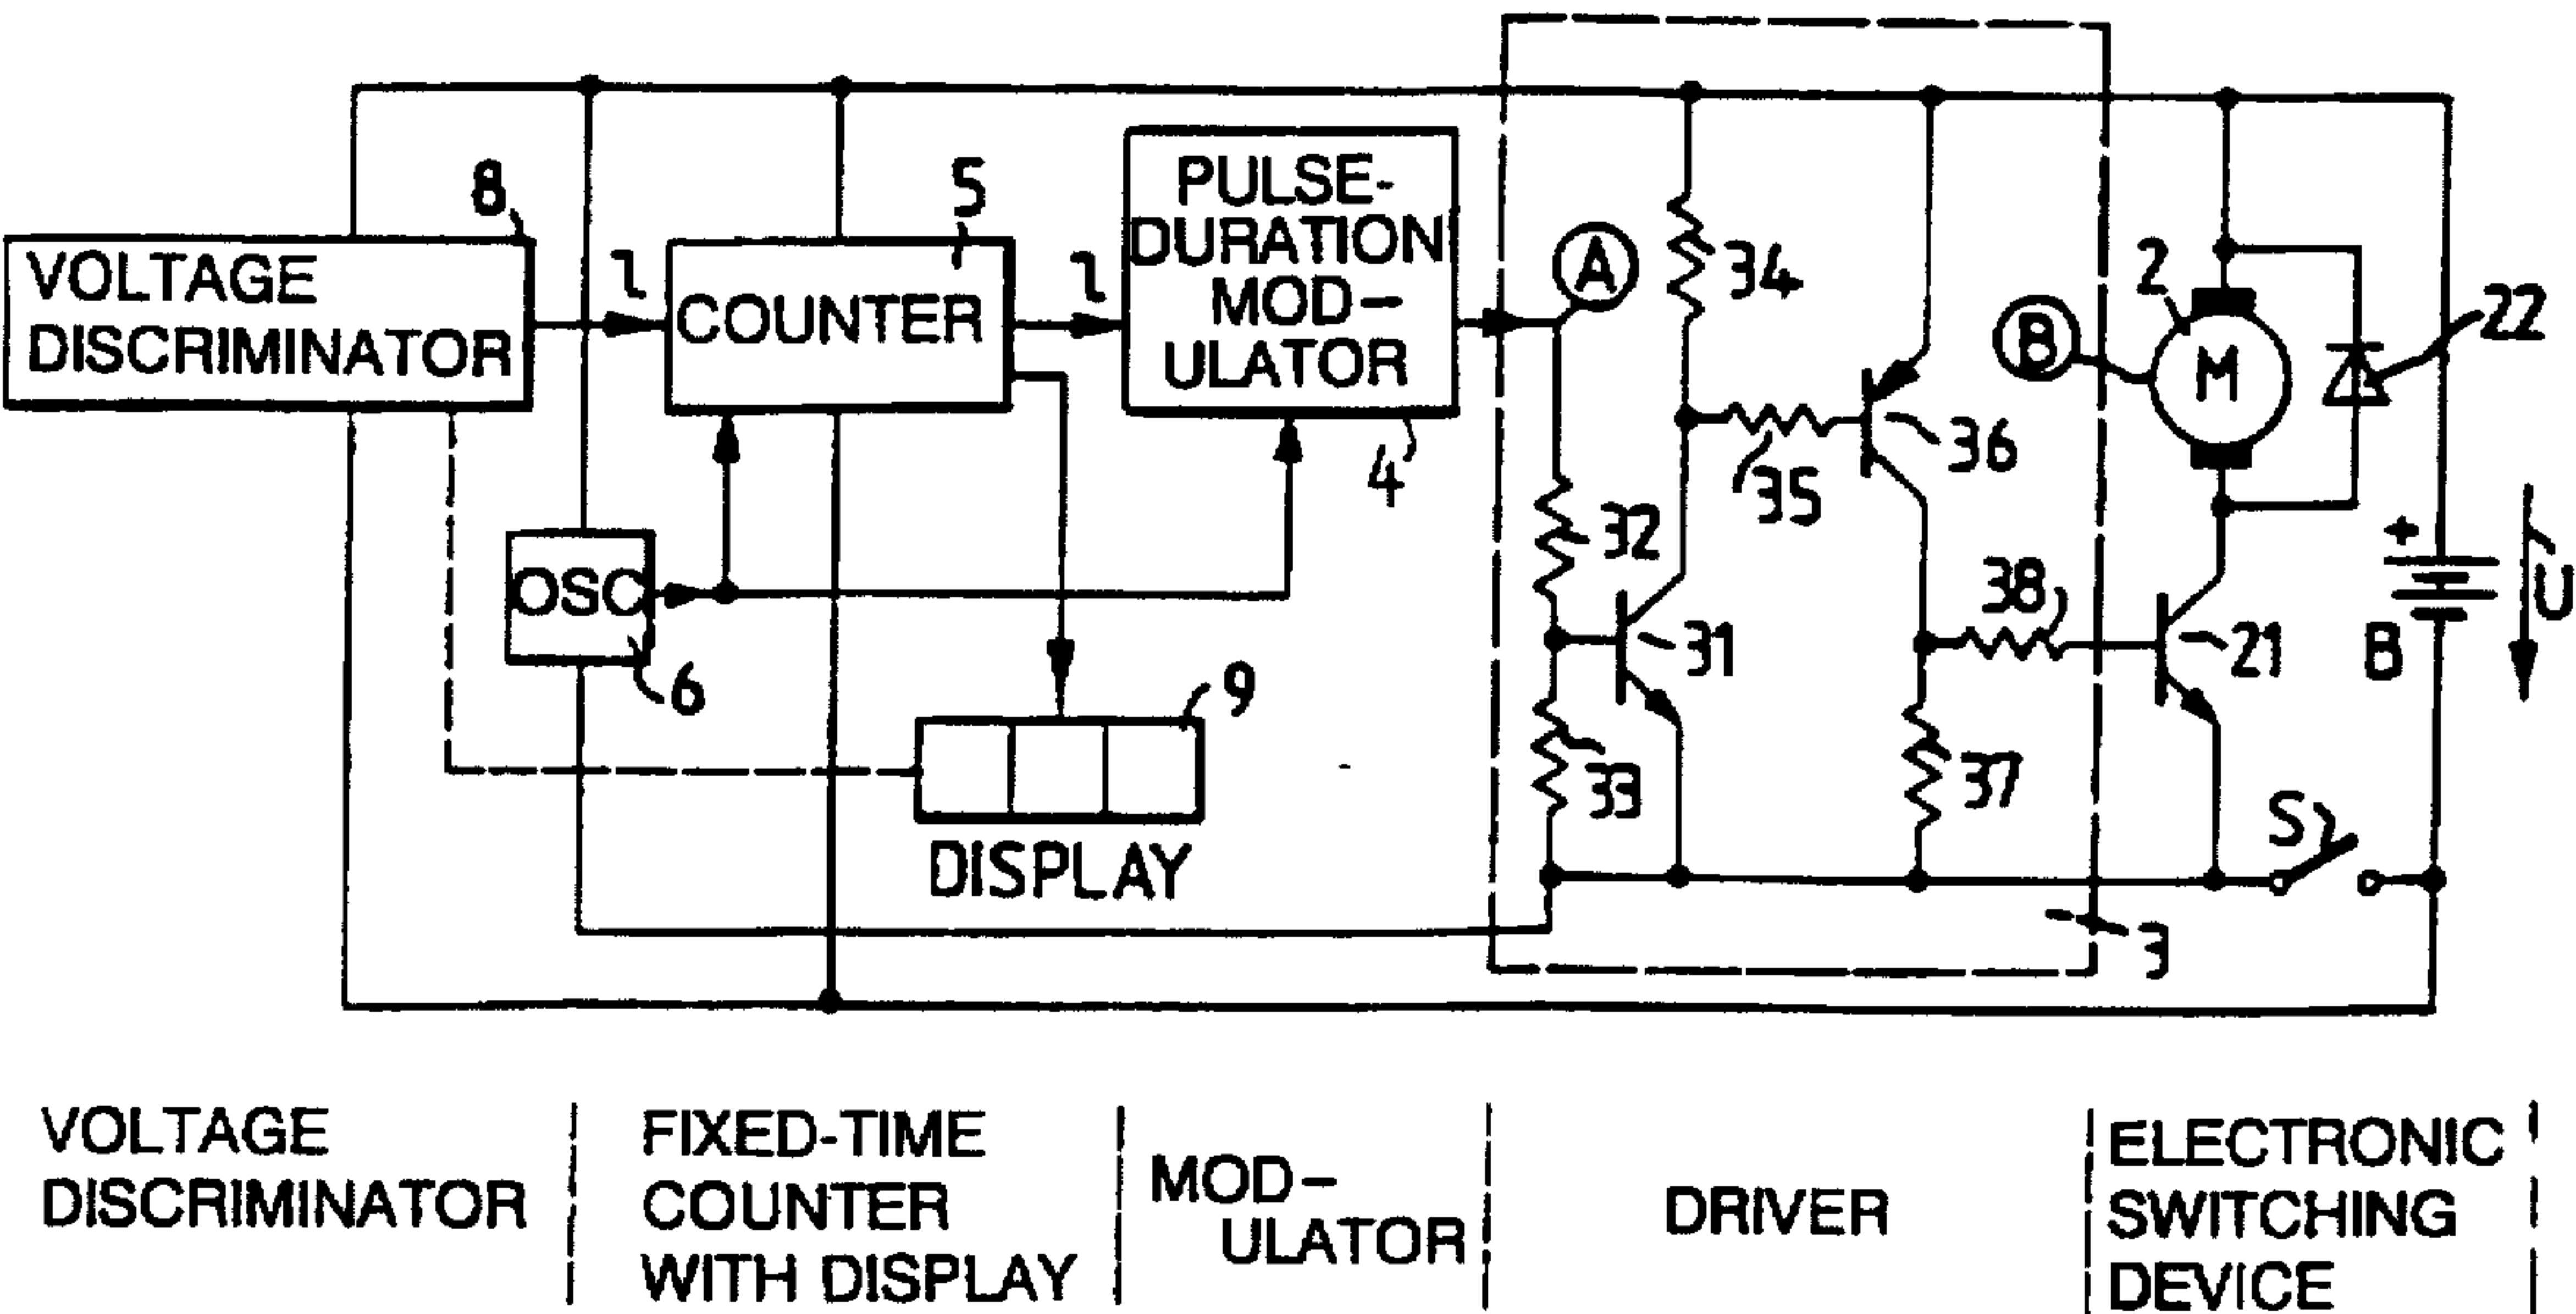 8
VOLTAGE
DISCRIMINATOR
5
COUNTER
PULSE-
DURATION
MOD-
ULATOR
4
OSC
6
9
DISPLAY
A
34
32
31
33
35
36
37
38
B
2
M
22
21
+
B
U
S
3
VOLTAGE
DISCRIMINATOR
FIXED-TIME
COUNTER
WITH DISPLAY
MOD-
ULATOR
DRIVER
ELECTRONIC
SWITCHING
DEVICE